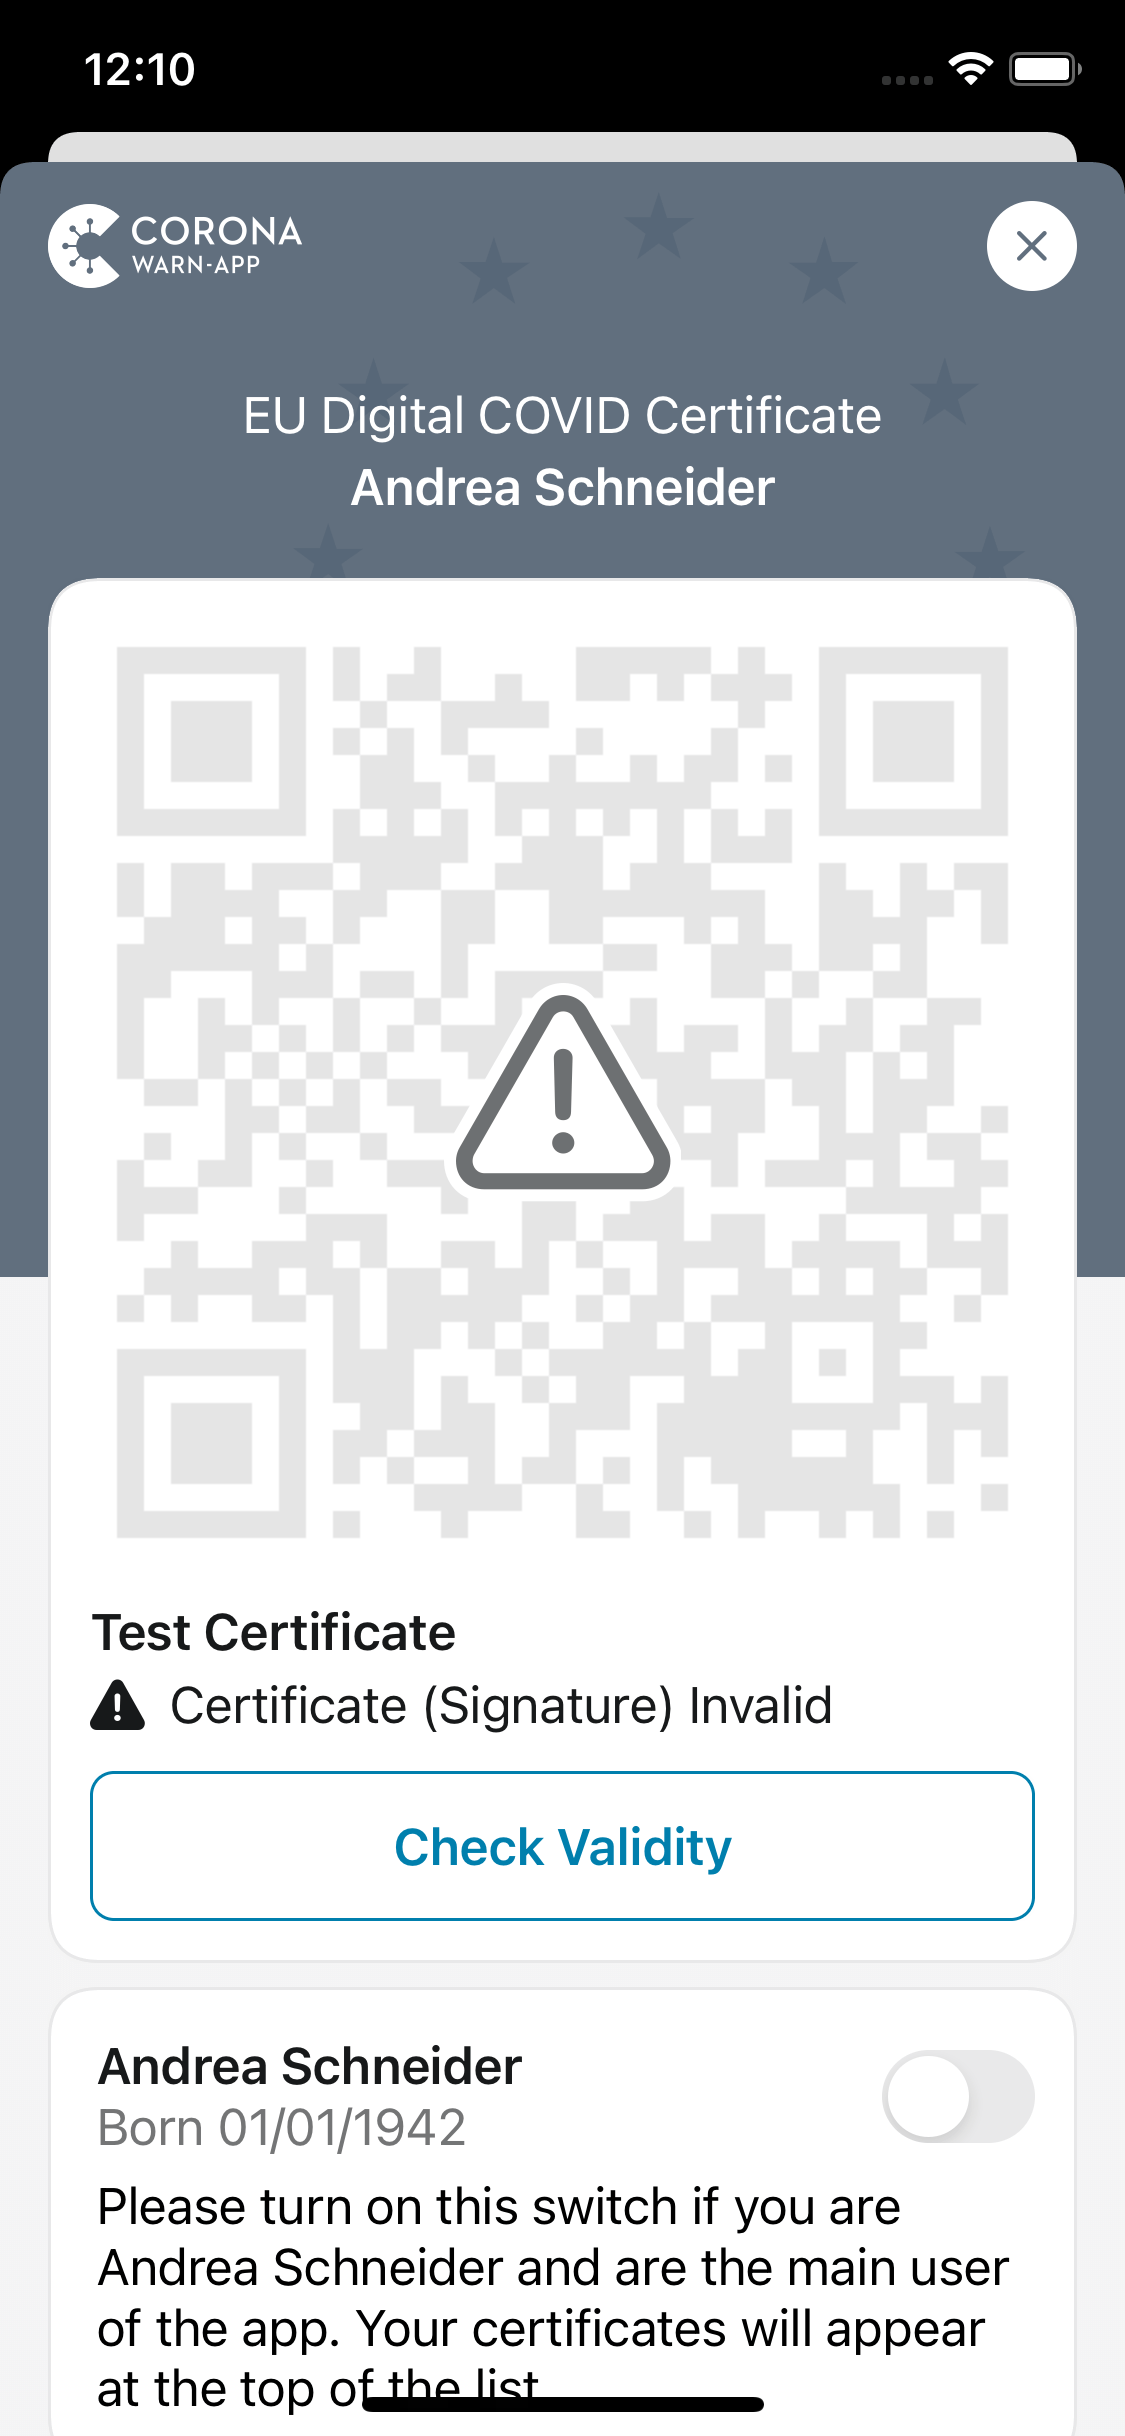 12:10
CORONA
WARN-APP
EU Digital COVID Certificate
Andrea Schneider
Test Certificate
Certificate (Signature) Invalid
Check Validity
Andrea Schneider
Born 01/01/1942
Please turn on this switch if you are
Andrea Schneider and are the main user
of the app. Your certificates will appear
at the top of the list